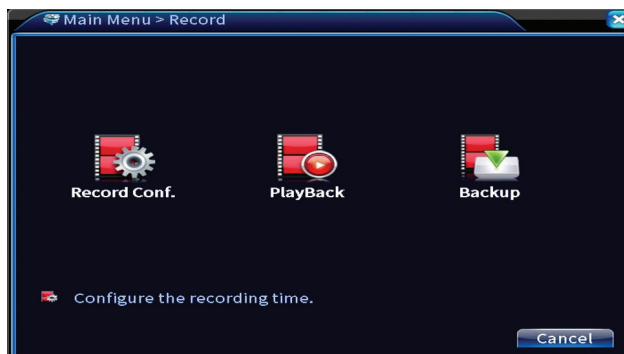 Main Menu > Record
Record Conf.
PlayBack
Backup
Configure the recording time.
Cancel